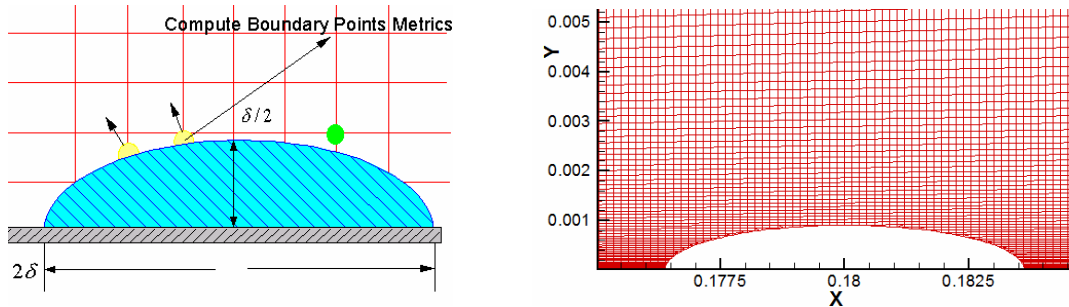 Compute Boundary Points Metrics
δ/2
2δ
Y
0.005
0.004
0.003
0.002
0.001
0.1775
0.18
0.1825
X